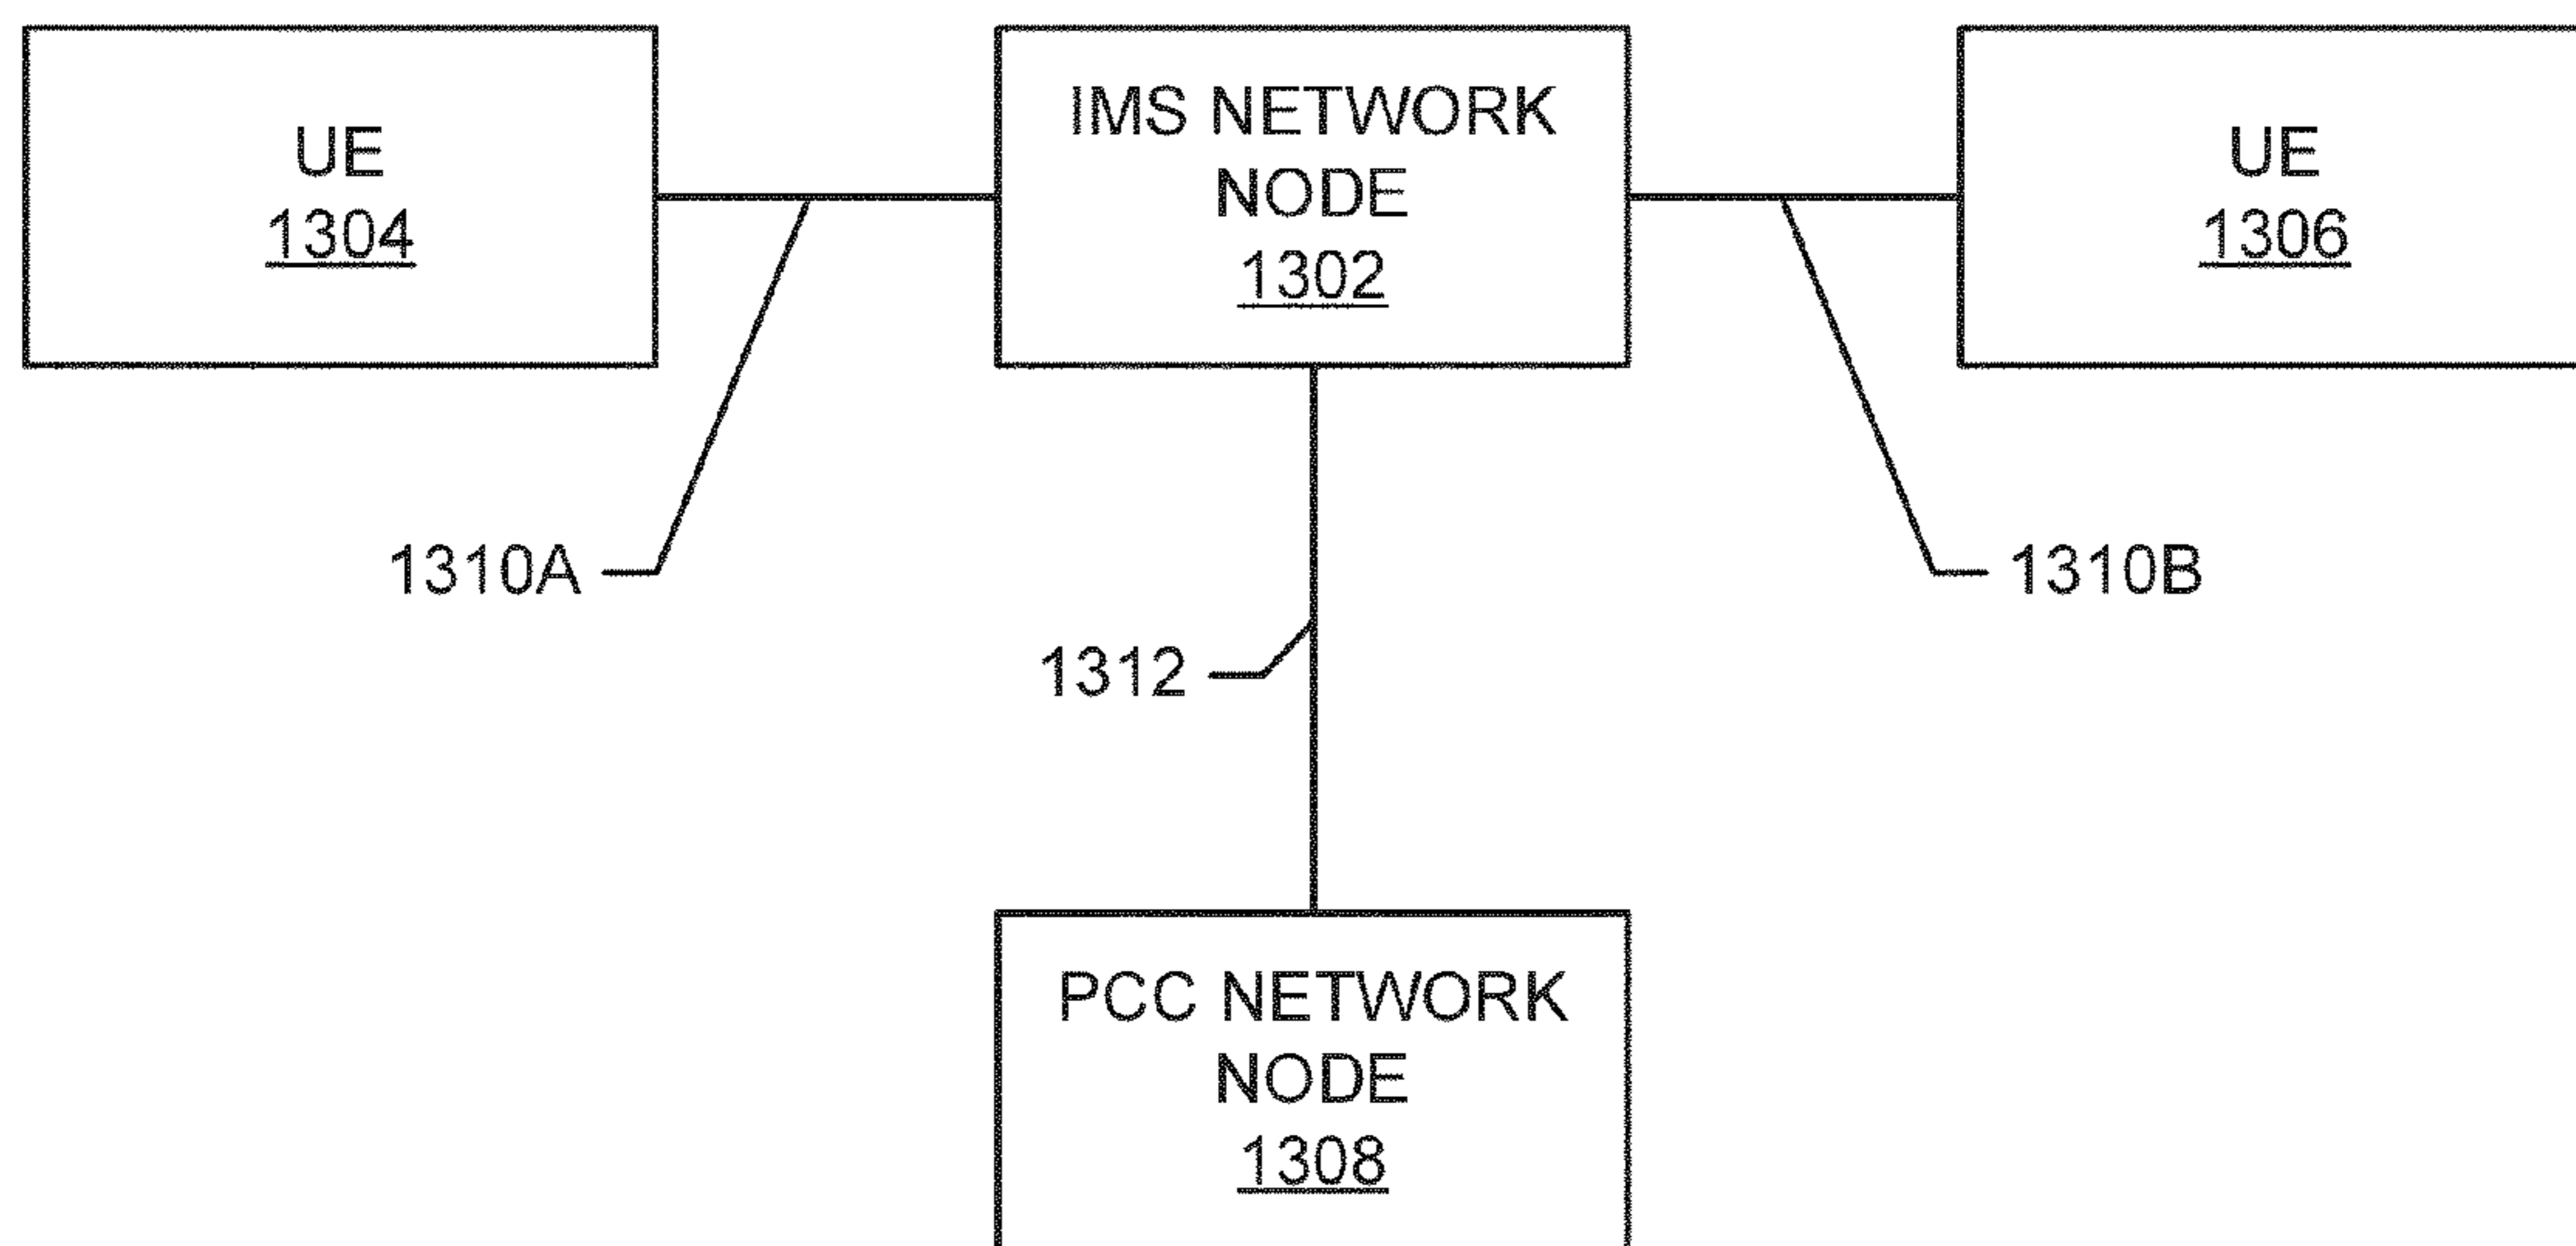 UE
1304
IMS NETWORK
NODE
1302
UE
1306
1310A
1310B
1312
PCC NETWORK
NODE
1308